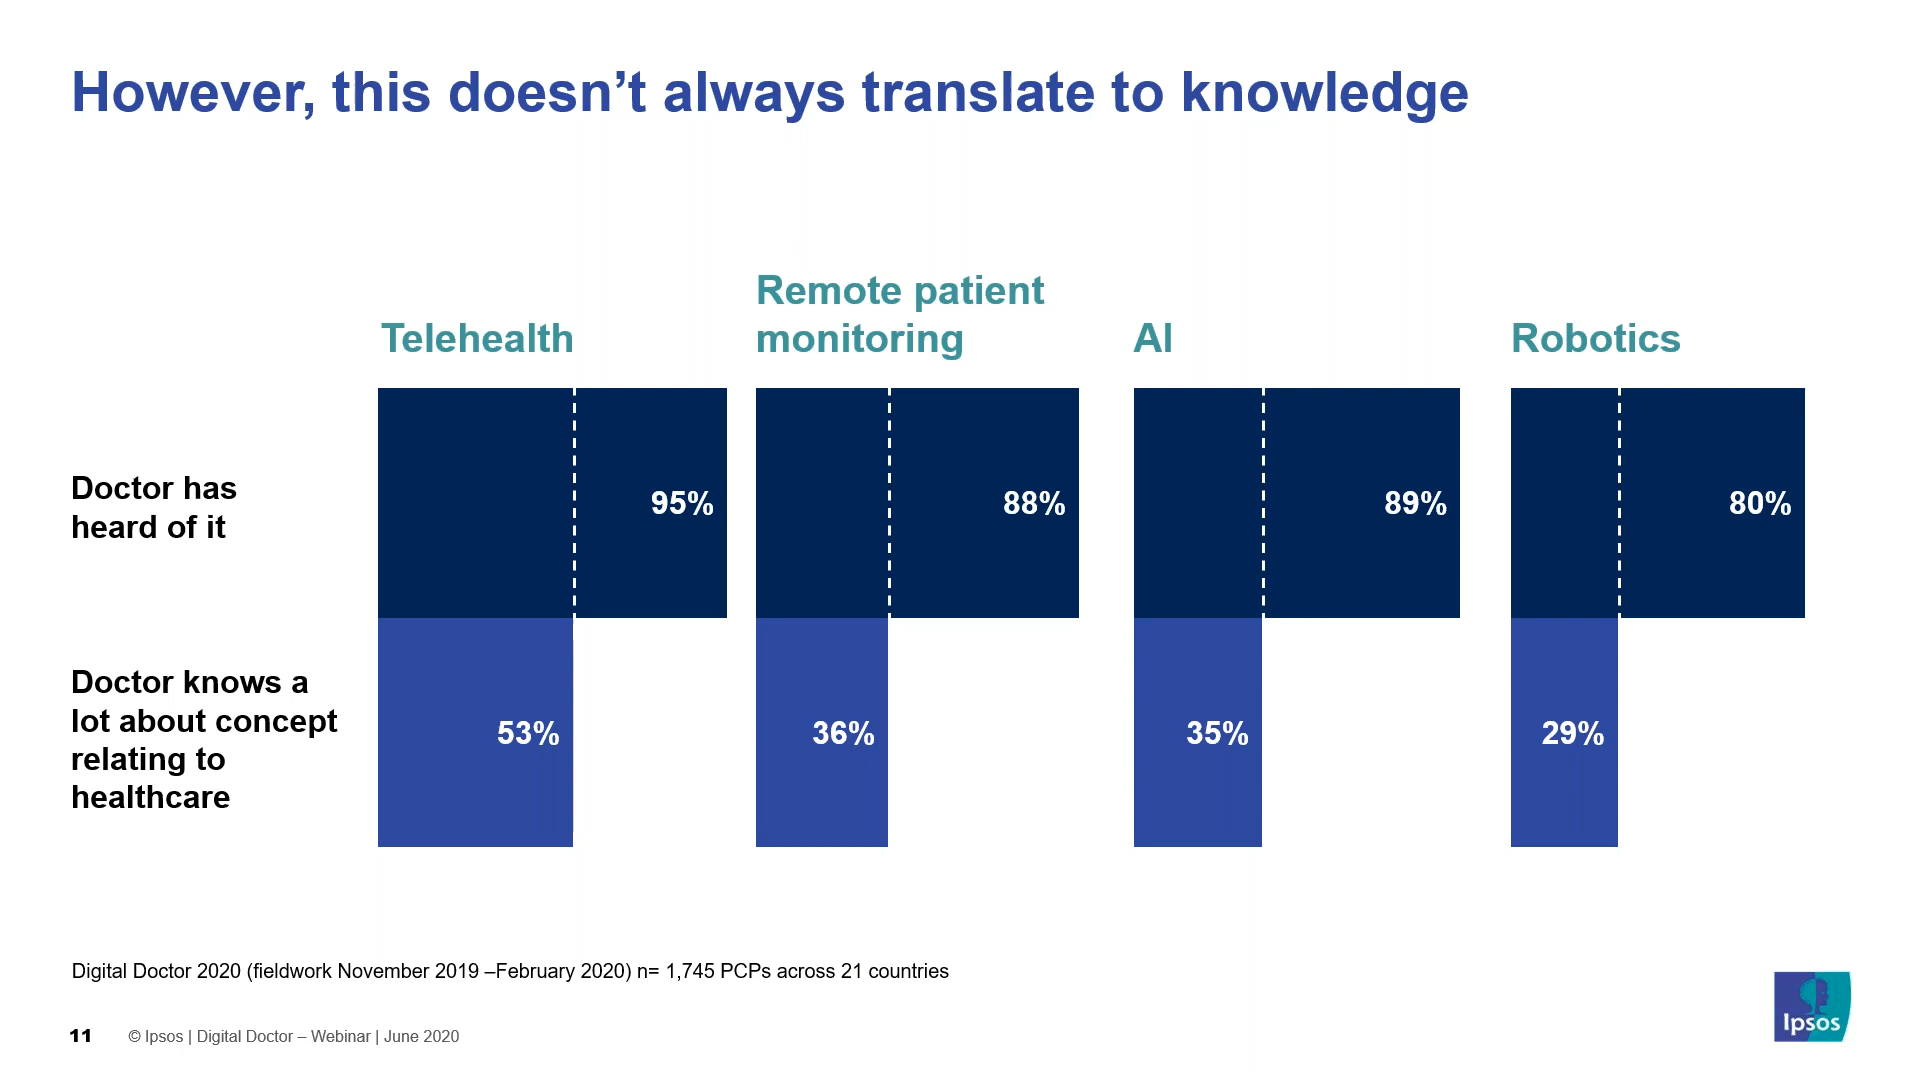 However, this doesn’t always translate to knowledge
Telehealth
Remote patient
monitoring
AI
Robotics
Doctor has
heard of it
95%
88%
89%
80%
Doctor knows a
lot about concept
relating to
healthcare
53%
36%
35%
29%
Digital Doctor 2020 (fieldwork November 2019 –February 2020) n= 1,745 PCPs across 21 countries
11
© Ipsos | Digital Doctor – Webinar | June 2020
Ipsos